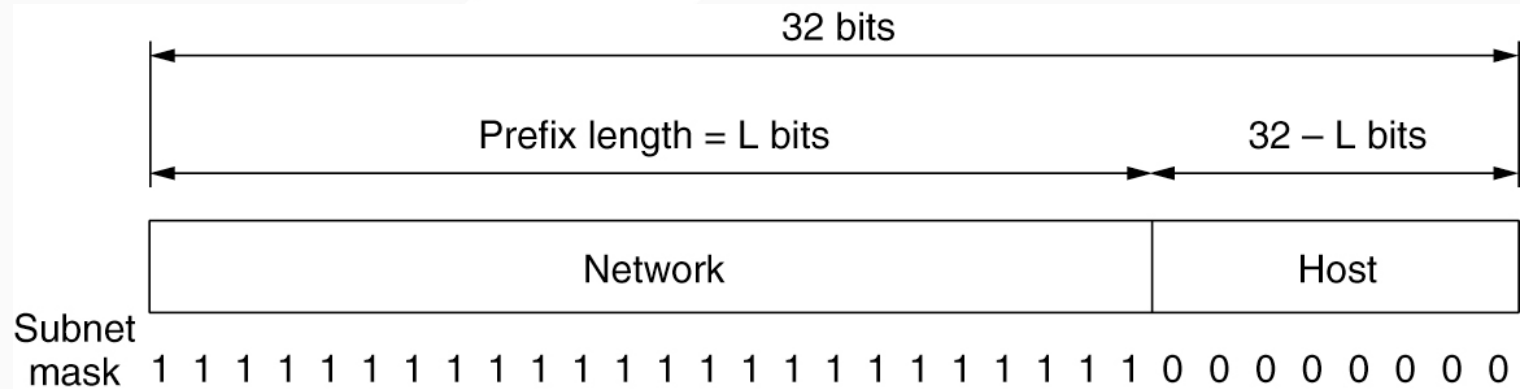 32 bits
Prefix length = L bits 32 – L bits
Network Host
Subnet
mask 1 1 1 1 1 1 1 1 1 1 1 1 1 1 1 1 1 1 1 1 1 1 1 1 0 0 0 0 0 0 0 0